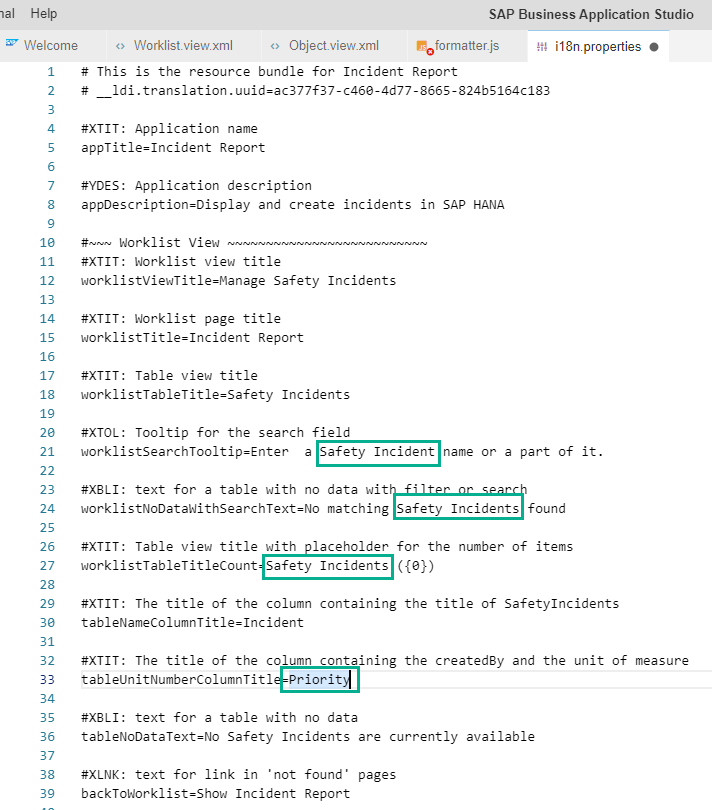 nal Help SAP Business Application Studio
Welcome Worklist.view.xml Object.view.xml JS formatter.js i18n.properties
1 # This is the resource bundle for Incident Report
2 # __ldi.translation.uuid=ac377f37-c460-4d77-8665-824b5164c183
3
4 #XTIT: Application name
5 appTitle=Incident Report
6
7 #YDES: Application description
8 appDescription=Display and create incidents in SAP HANA
9
10 #~~~ Worklist View ~~~~~~~~~~~~~~~~~~~~~~~~~~
11 #XTIT: Worklist view title
12 worklistViewTitle=Manage Safety Incidents
13
14 #XTIT: Worklist page title
15 worklistTitle=Incident Report
16
17 #XTIT: Table view title
18 worklistTableTitle=Safety Incidents
19
20 #XTOL: Tooltip for the search field
21 worklistSearchTooltip=Enter  a Safety Incident name or a part of it.
22
23 #XBLI: text for a table with no data with filter or search
24 worklistNoDataWithSearchText=No matching Safety Incidents found
25
26 #XTIT: Table view title with placeholder for the number of items
27 worklistTableTitleCount=Safety Incidents ({0})
28
29 #XTIT: The title of the column containing the title of SafetyIncidents
30 tableNameColumnTitle=Incident
31
32 #XTIT: The title of the column containing the createdBy and the unit of measure
33 tableUnitNumberColumnTitle=Priority
34
35 #XBLI: text for a table with no data
36 tableNoDataText=No Safety Incidents are currently available
37
38 #XLNK: text for link in 'not found' pages
39 backToWorklist=Show Incident Report